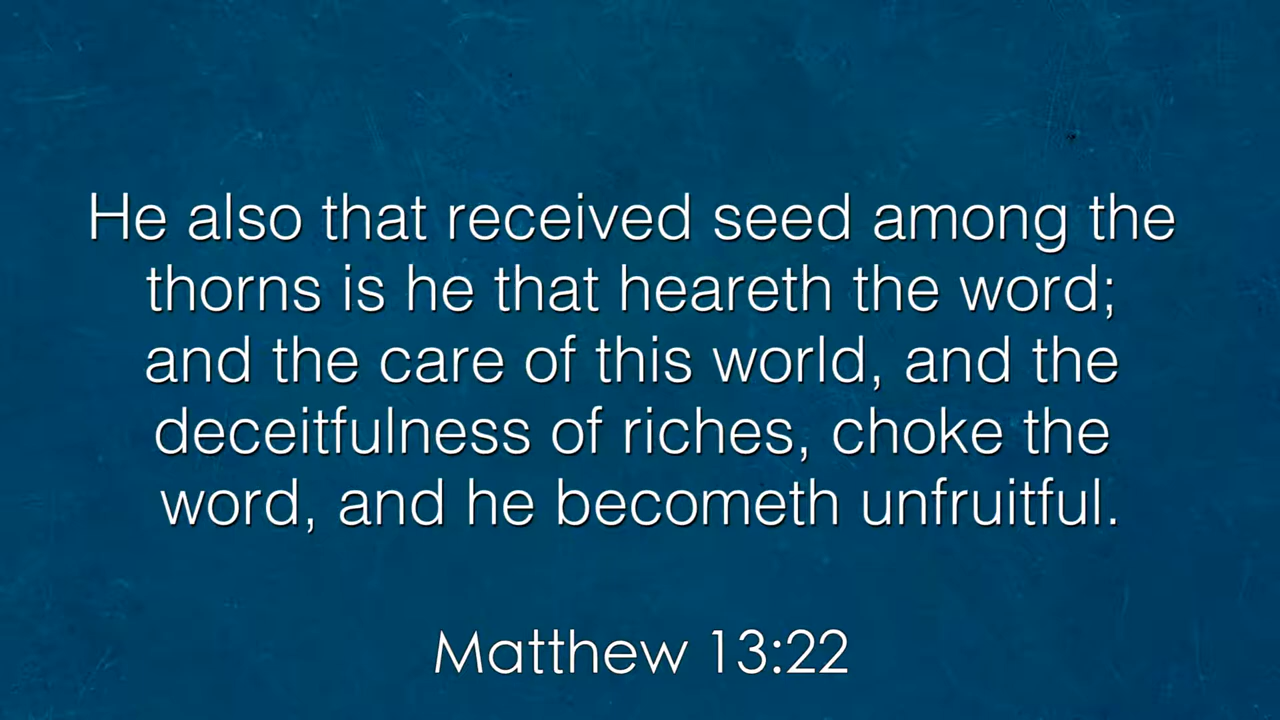 He also that received seed among the
thorns is he that heareth the word;
and the care of this world, and the
deceitfulness of riches, choke the
word, and he becometh unfruitful.
Matthew 13:22